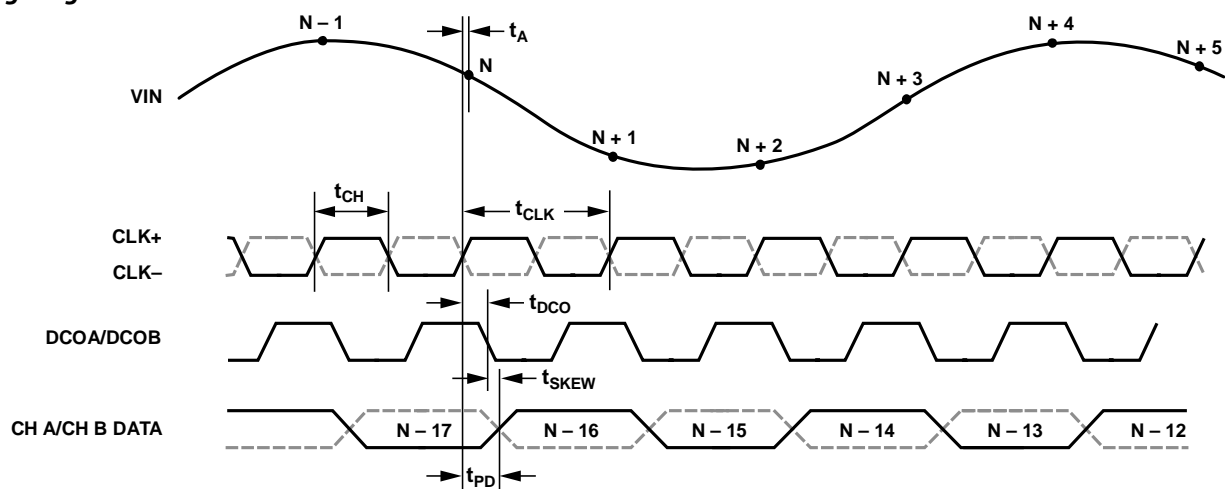 N – 1
t_A
N + 4
N + 5
N
N + 3
VIN
N + 1
N + 2
t_CH
t_CLK
CLK+
CLK–
t_DCO
DCOA/DCOB
t_SKEW
CH A/CH B DATA
N – 17
N – 16
N – 15
N – 14
N – 13
N – 12
t_PD